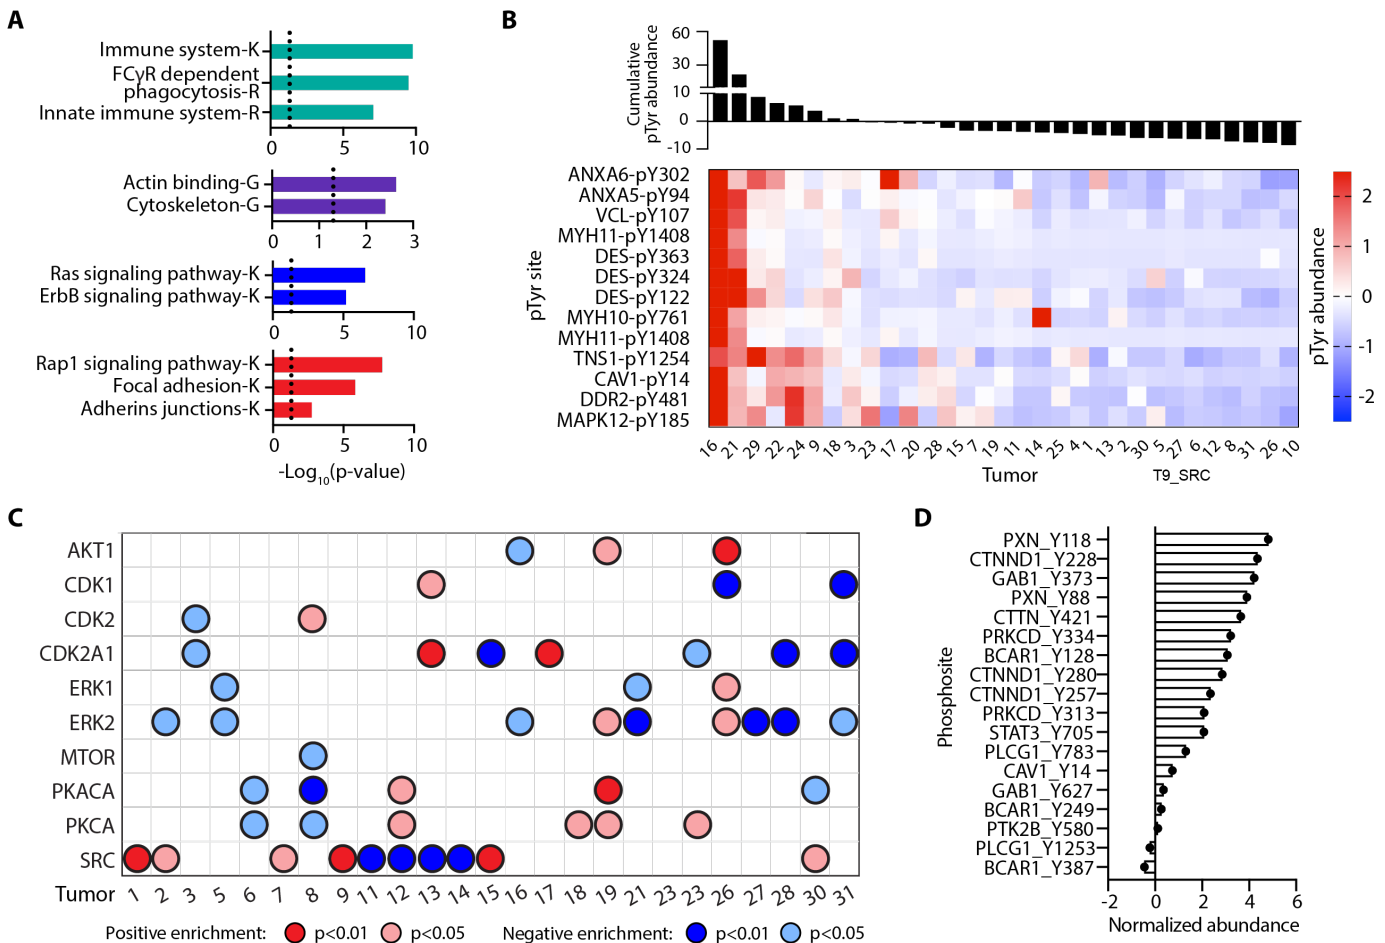 A
Immune system-K
FCγR dependent
phagocytosis-R
Innate immune system-R
0 5 10
Actin binding-G
Cytoskeleton-G
0 1 2 3
Ras signaling pathway-K
ErbB signaling pathway-K
0 5 10
Rap1 signaling pathway-K
Focal adhesion-K
Adherins junctions-K
0 5 10
-Log10(p-value)
B
Cumulative
pTyr abundance
60
30
10
0
-10
pTyr site
ANXA6-pY302
ANXA5-pY94
VCL-pY107
MYH11-pY1408
DES-pY363
DES-pY324
DES-pY122
MYH10-pY761
MYH11-pY1408
TNS1-pY1254
CAV1-pY14
DDR2-pY481
MAPK12-pY185
16 21 29 22 24 9 18 3 23 17 20 28 15 7 19 11 14 25 4 1 13 2 30 5 27 6 12 8 31 26 10
Tumor
T9_SRC
pTyr abundance
2
1
0
-1
-2
C
AKT1
CDK1
CDK2
CDK2A1
ERK1
ERK2
MTOR
PKACA
PKCA
SRC
Tumor 1 2 3 5 6 7 8 9 11 12 13 14 15 16 17 18 19 21 23 23 26 27 28 30 31
Positive enrichment: p<0.01 p<0.05 Negative enrichment: p<0.01 p<0.05
D
Phosphosite
PXN_Y118
CTNND1_Y228
GAB1_Y373
PXN_Y88
CTTN_Y421
PRKCD_Y334
BCAR1_Y128
CTNND1_Y280
CTNND1_Y257
PRKCD_Y313
STAT3_Y705
PLCG1_Y783
CAV1_Y14
GAB1_Y627
BCAR1_Y249
PTK2B_Y580
PLCG1_Y1253
BCAR1_Y387
-2 0 2 4 6
Normalized abundance